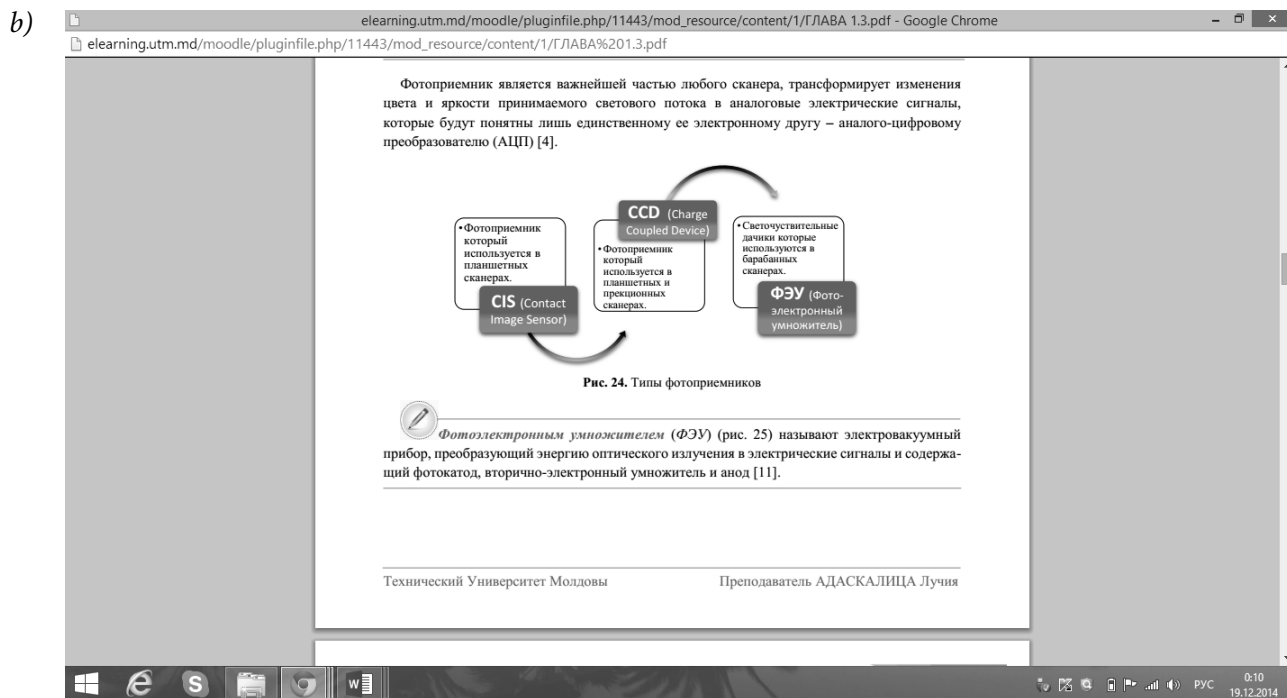 b)
elearning.utm.md/moodle/pluginfile.php/11443/mod_resource/content/1/ГЛАВА 1.3.pdf - Google Chrome
elearning.utm.md/moodle/pluginfile.php/11443/mod_resource/content/1/ГЛАВА%201.3.pdf
Фотоприемник является важнейшей частью любого сканера, трансформирует изменения
цвета и яркости принимаемого светового потока в аналоговые электрические сигналы,
которые будут понятны лишь единственному ее электронному другу – аналого-цифровому
преобразователю (АЦП) [4].
•Фотоприемник
который
используется в
планшетных
сканерах.
CIS (Contact
Image Sensor)
CCD (Charge
Coupled Device)
•Фотоприемник
который
используется в
планшетных и
прекционных
сканерах.
•Светочуствительные
дачики которые
используются в
барабанных
сканерах.
ФЭУ (Фото-
электронный
умножитель)
Рис. 24. Типы фотоприемников
Фотоэлектронным умножителем (ФЭУ) (рис. 25) называют электровакуумный
прибор, преобразующий энергию оптического излучения в электрические сигналы и содержа-
щий фотокатод, вторично-электронный умножитель и анод [11].
Технический Университет Молдовы Преподаватель АДАСКАЛИЦА Лучия
РУС
0:10
19.12.2014